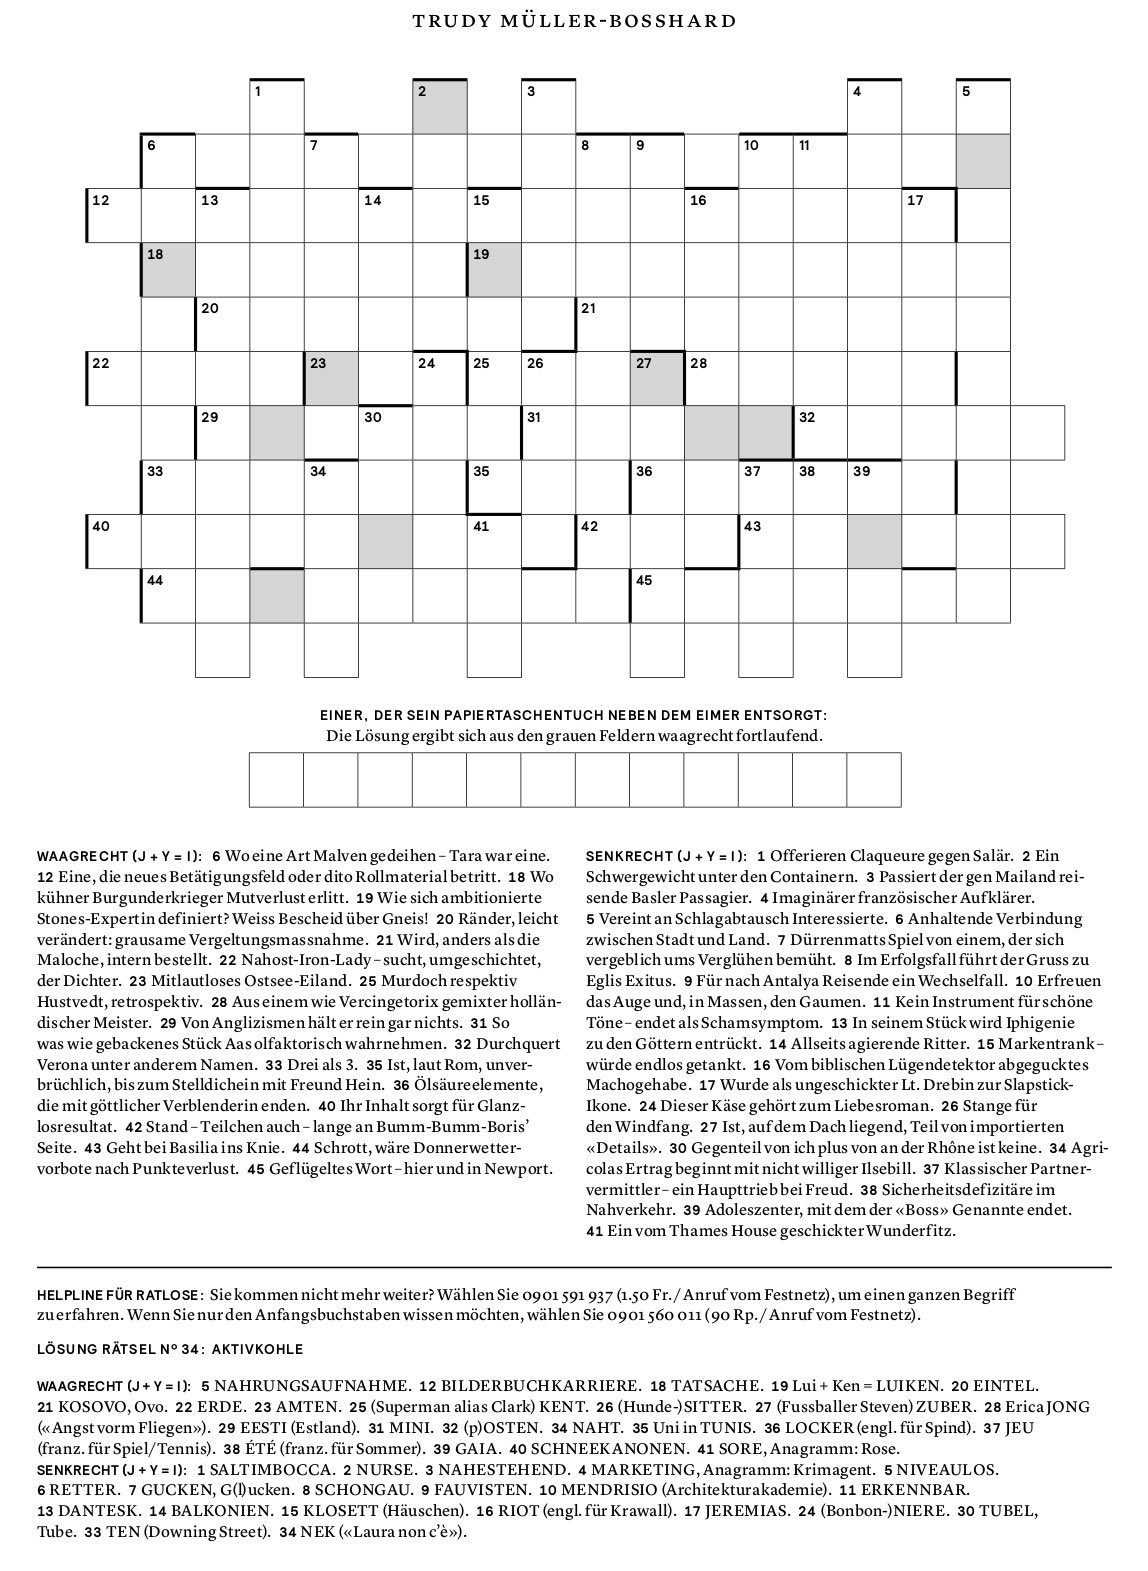 TRUDY MÜLLER-BOSSHARD
1 2 3 4 5
6 7 8 9 10 11
12 13 14 15 16 17
18 19
20 21
22 23 24 25 26 27 28
29 30 31 32
33 34 35 36 37 38 39
40 41 42 43
44 45
EINER, DER SEIN PAPIERTASCHENTUCH NEBEN DEM EIMER ENTSORGT:
Die Lösung ergibt sich aus den grauen Feldern waagrecht fortlaufend.
WAAGRECHT (J + Y = I): 6 Wo eine Art Malven gedeihen – Tara war eine.
12 Eine, die neues Betätigungsfeld oder dito Rollmaterial betritt. 18 Wo
kühner Burgunderkrieger Mutverlust erlitt. 19 Wie sich ambitionierte
Stones-Expertin definiert? Weiss Bescheid über Gneis! 20 Ränder, leicht
verändert: grausame Vergeltungsmassnahme. 21 Wird, anders als die
Maloche, intern bestellt. 22 Nahost-Iron-Lady – sucht, umgeschichtet,
der Dichter. 23 Mitlautloses Ostsee-Eiland. 25 Murdoch respektiv
Hustvedt, retrospektiv. 28 Aus einem wie Vercingetorix gemixter hollän-
discher Meister. 29 Von Anglizismen hält er rein gar nichts. 31 So
was wie gebackenes Stück Aas olfaktorisch wahrnehmen. 32 Durchquert
Verona unter anderem Namen. 33 Drei als 3. 35 Ist, laut Rom, unver-
brüchlich, bis zum Stelldichein mit Freund Hein. 36 Ölsäureelemente,
die mit göttlicher Verblenderin enden. 40 Ihr Inhalt sorgt für Glanz-
losresultat. 42 Stand – Teilchen auch – lange an Bumm-Bumm-Boris'
Seite. 43 Geht bei Basilia ins Knie. 44 Schrott, wäre Donnerwetter-
vorbote nach Punkteverlust. 45 Geflügeltes Wort – hier und in Newport.
SENKRECHT (J + Y = I): 1 Offerieren Claqueure gegen Salär. 2 Ein
Schwergewicht unter den Containern. 3 Passiert der gen Mailand rei-
sende Basler Passagier. 4 Imaginärer französischer Aufklärer.
5 Vereint an Schlagabtausch Interessierte. 6 Anhaltende Verbindung
zwischen Stadt und Land. 7 Dürrenmatts Spiel von einem, der sich
vergeblich ums Verglühen bemüht. 8 Im Erfolgsfall führt der Gruss zu
Eglis Exitus. 9 Für nach Antalya Reisende ein Wechselfall. 10 Erfreuen
das Auge und, in Massen, den Gaumen. 11 Kein Instrument für schöne
Töne – endet als Schamsymptom. 13 In seinem Stück wird Iphigenie
zu den Göttern entrückt. 14 Allseits agierende Ritter. 15 Markentrank –
würde endlos getankt. 16 Vom biblischen Lügendetektor abgegucktes
Machogehabe. 17 Wurde als ungeschickter Lt. Drebin zur Slapstick-
Ikone. 24 Dieser Käse gehört zum Liebesroman. 26 Stange für
den Windfang. 27 Ist, auf dem Dach liegend, Teil von importierten
«Details». 30 Gegenteil von ich plus von an der Rhône ist keine. 34 Agri-
colas Ertrag beginnt mit nicht williger Ilsebill. 37 Klassischer Partner-
vermittler – ein Haupttrieb bei Freud. 38 Sicherheitsdefizitäre im
Nahverkehr. 39 Adoleszenter, mit dem der «Boss» Genannte endet.
41 Ein vom Thames House geschickter Wunderfitz.
HELPLINE FÜR RATLOSE: Sie kommen nicht mehr weiter? Wählen Sie 0901 591 937 (1.50 Fr./Anruf vom Festnetz), um einen ganzen Begriff
zu erfahren. Wenn Sie nur den Anfangsbuchstaben wissen möchten, wählen Sie 0901 560 011 (90 Rp./Anruf vom Festnetz).
LÖSUNG RÄTSEL Nº 34: AKTIVKOHLE
WAAGRECHT (J + Y = I): 5 NAHRUNGSAUFNAHME. 12 BILDERBUCHKARRIERE. 18 TATSACHE. 19 Lui + Ken = LUIKEN. 20 EINTEL.
21 KOSOVO, Ovo. 22 ERDE. 23 AMTEN. 25 (Superman alias Clark) KENT. 26 (Hunde-)SITTER. 27 (Fussballer Steven) ZUBER. 28 Erica JONG
(«Angst vorm Fliegen»). 29 EESTI (Estland). 31 MINI. 32 (p)OSTEN. 34 NAHT. 35 Uni in TUNIS. 36 LOCKER (engl. für Spind). 37 JEU
(franz. für Spiel/Tennis). 38 ÉTÉ (franz. für Sommer). 39 GAIA. 40 SCHNEEKANONEN. 41 SORE, Anagramm: Rose.
SENKRECHT (J + Y = I): 1 SALTIMBOCCA. 2 NURSE. 3 NAHESTEHEND. 4 MARKETING, Anagramm: Krimagent. 5 NIVEAULOS.
6 RETTER. 7 GUCKEN, G(l)ucken. 8 SCHONGAU. 9 FAUVISTEN. 10 MENDRISIO (Architekturakademie). 11 ERKENNBAR.
13 DANTESK. 14 BALKONIEN. 15 KLOSETT (Häuschen). 16 RIOT (engl. für Krawall). 17 JEREMIAS. 24 (Bonbon-)NIERE. 30 TUBEL,
Tube. 33 TEN (Downing Street). 34 NEK («Laura non c'è»).